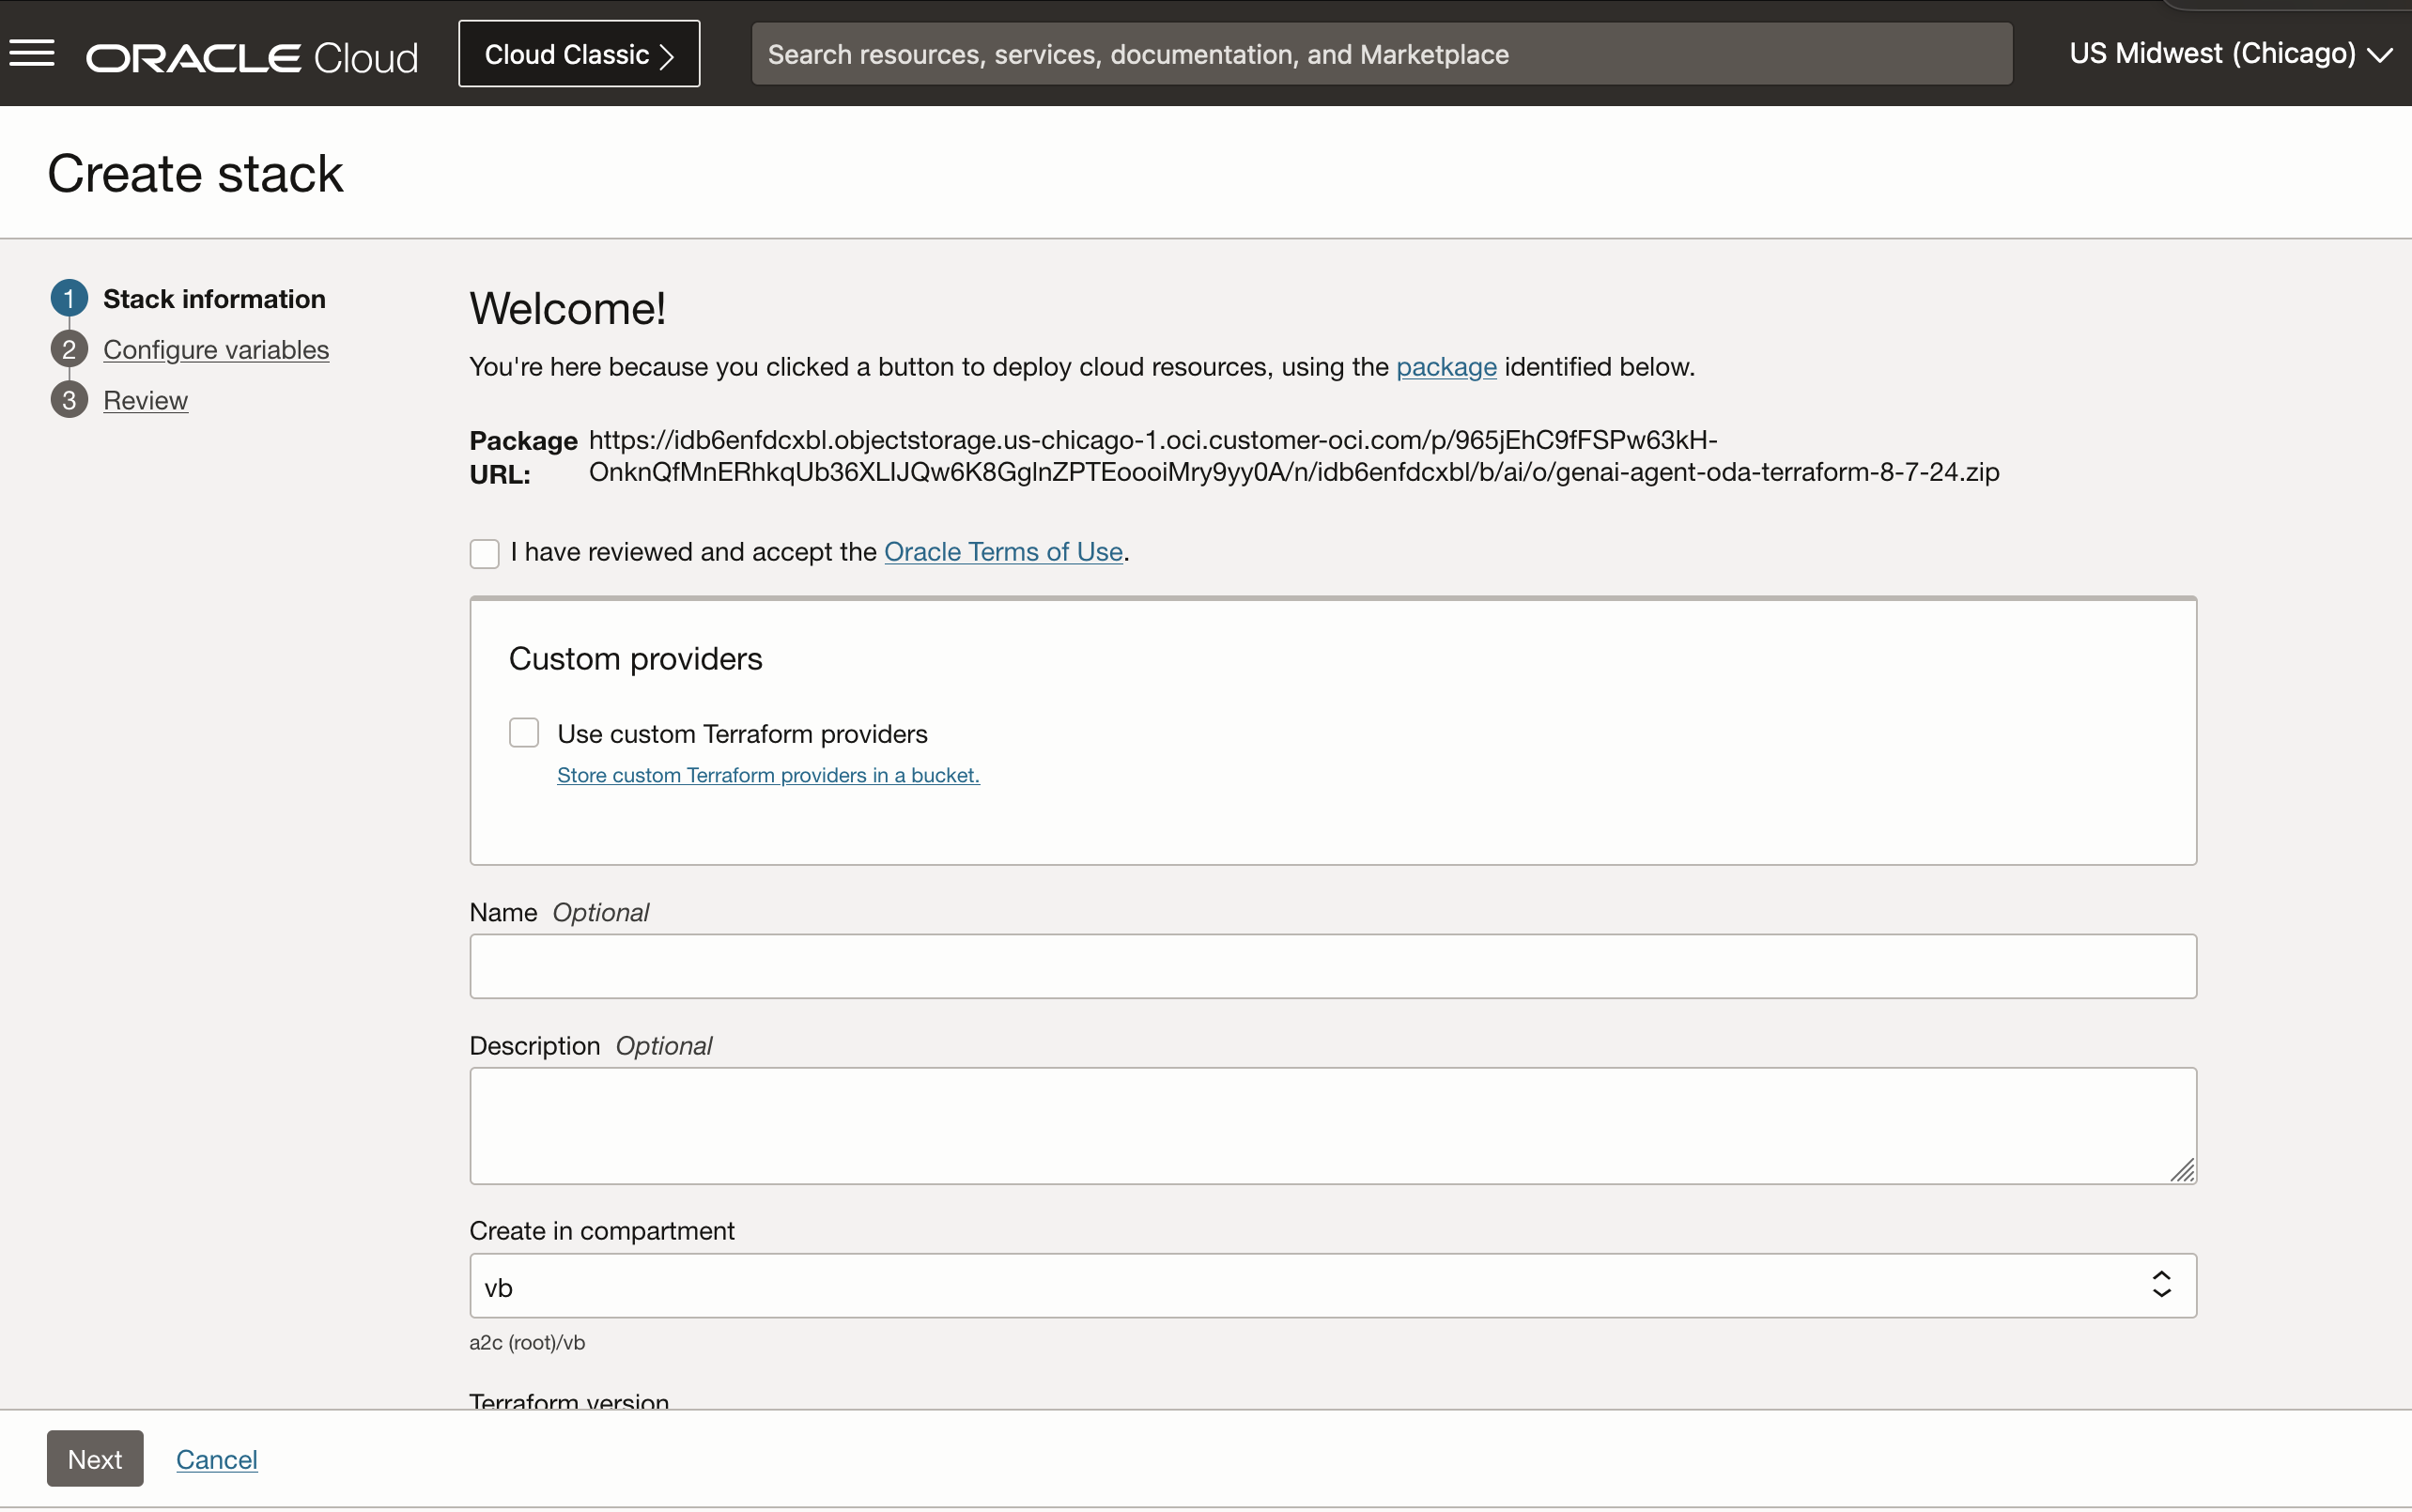 ORACLE Cloud
Cloud Classic
Search resources, services, documentation, and Marketplace
US Midwest (Chicago)
Create stack
1 Stack information
2 Configure variables
3 Review
Welcome!
You're here because you clicked a button to deploy cloud resources, using the package identified below.
Package URL: https://idb6enfdcxbl.objectstorage.us-chicago-1.oci.customer-oci.com/p/965jEhC9fFSPw63kH-
OnknQfMnERhkqUb36XLlJQw6K8GglnZPTEoooiMry9yy0A/n/idb6enfdcxbl/b/ai/o/genai-agent-oda-terraform-8-7-24.zip
I have reviewed and accept the Oracle Terms of Use.
Custom providers
Use custom Terraform providers
Store custom Terraform providers in a bucket.
Name Optional
Description Optional
Create in compartment
vb
a2c (root)/vb
Terraform version
Next Cancel